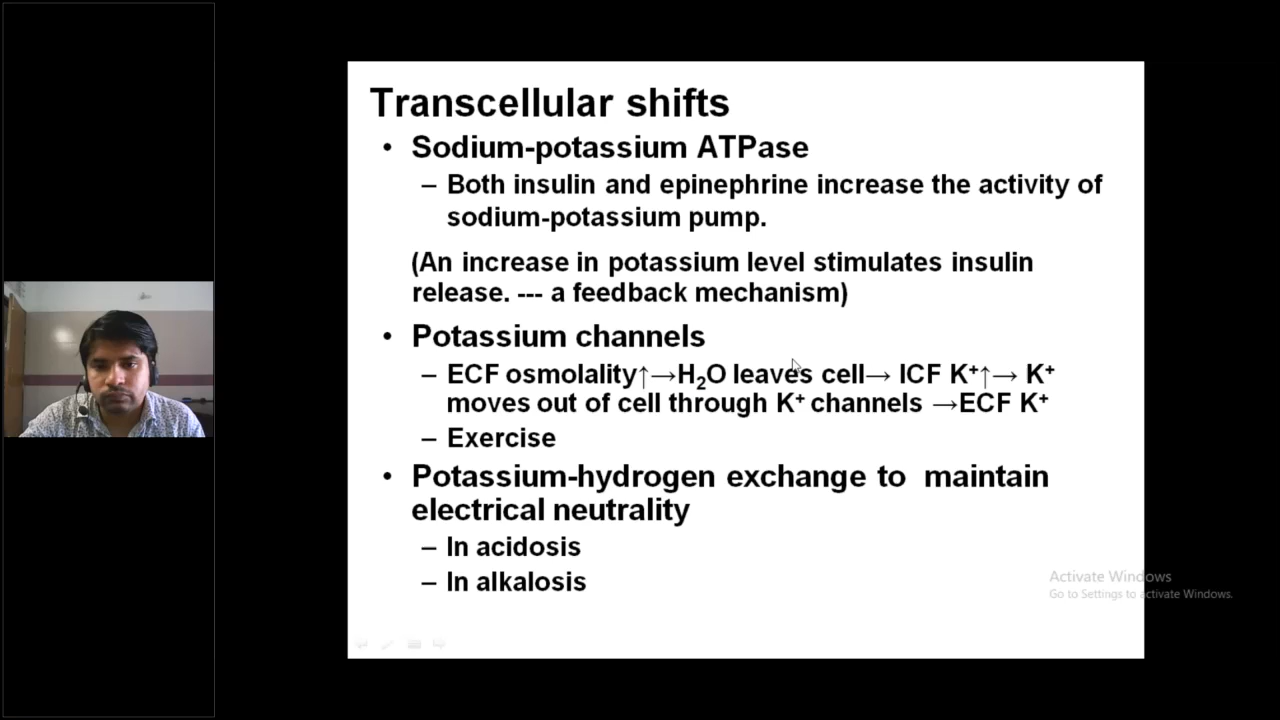 Transcellular shifts
• Sodium-potassium ATPase
– Both insulin and epinephrine increase the activity of
sodium-potassium pump.
(An increase in potassium level stimulates insulin
release. --- a feedback mechanism)
• Potassium channels
– ECF osmolality↑→H₂O leaves cell→ ICF K⁺↑→ K⁺
moves out of cell through K⁺ channels →ECF K⁺
– Exercise
• Potassium-hydrogen exchange to maintain
electrical neutrality
– In acidosis
– In alkalosis
Activate Windows
Go to Settings to activate Windows.